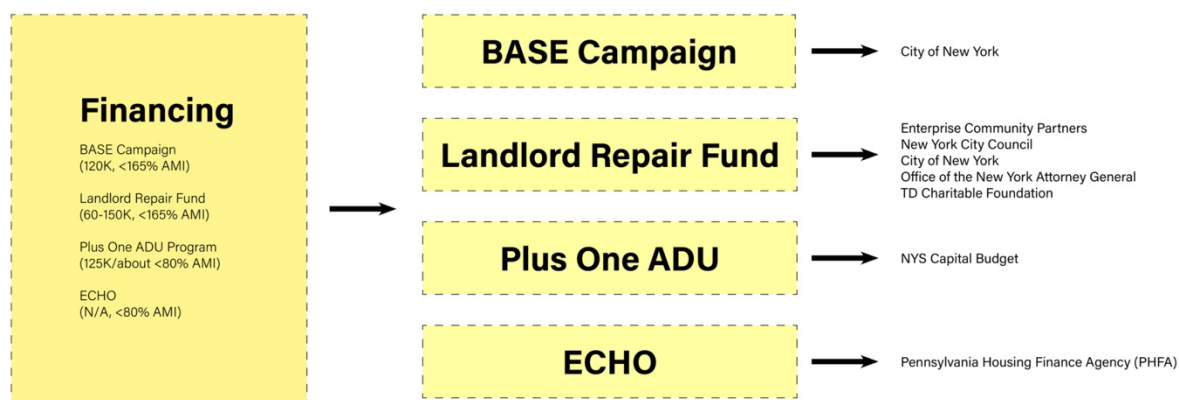 Financing
BASE Campaign
(120K, <165% AMI)
Landlord Repair Fund
(60-150K, <165% AMI)
Plus One ADU Program
(125K/about <80% AMI)
ECHO
(N/A, <80% AMI)
BASE Campaign
City of New York
Landlord Repair Fund
Enterprise Community Partners
New York City Council
City of New York
Office of the New York Attorney General
TD Charitable Foundation
Plus One ADU
NYS Capital Budget
ECHO
Pennsylvania Housing Finance Agency (PHFA)